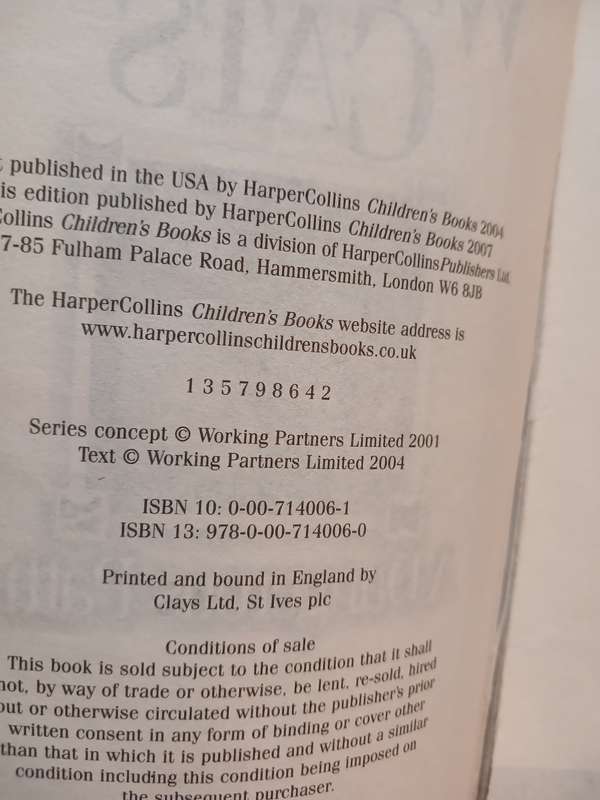 published in the USA by HarperCollins Children's Books 2004
is edition published by HarperCollins Children's Books 2007
Collins Children's Books is a division of HarperCollinsPublishers Ltd,
7-85 Fulham Palace Road, Hammersmith, London W6 8JB
The HarperCollins Children's Books website address is
www.harpercollinschildrensbooks.co.uk
1 3 5 7 9 8 6 4 2
Series concept © Working Partners Limited 2001
Text © Working Partners Limited 2004
ISBN 10: 0-00-714006-1
ISBN 13: 978-0-00-714006-0
Printed and bound in England by
Clays Ltd, St Ives plc
Conditions of sale
This book is sold subject to the condition that it shall
not, by way of trade or otherwise, be lent, re-sold, hired
out or otherwise circulated without the publisher's prior
written consent in any form of binding or cover other
than that in which it is published and without a similar
condition including this condition being imposed on
the subsequent purchaser.